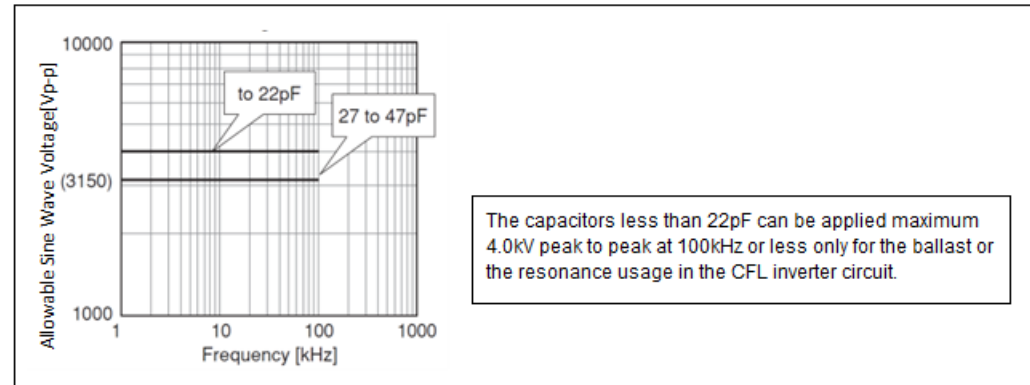 Allowable Sine Wave Voltage[Vp-p]
10000
to 22pF
27 to 47pF
(3150)
1000
1
10
100
1000
Frequency [kHz]
The capacitors less than 22pF can be applied maximum
4.0kV peak to peak at 100kHz or less only for the ballast or
the resonance usage in the CFL inverter circuit.